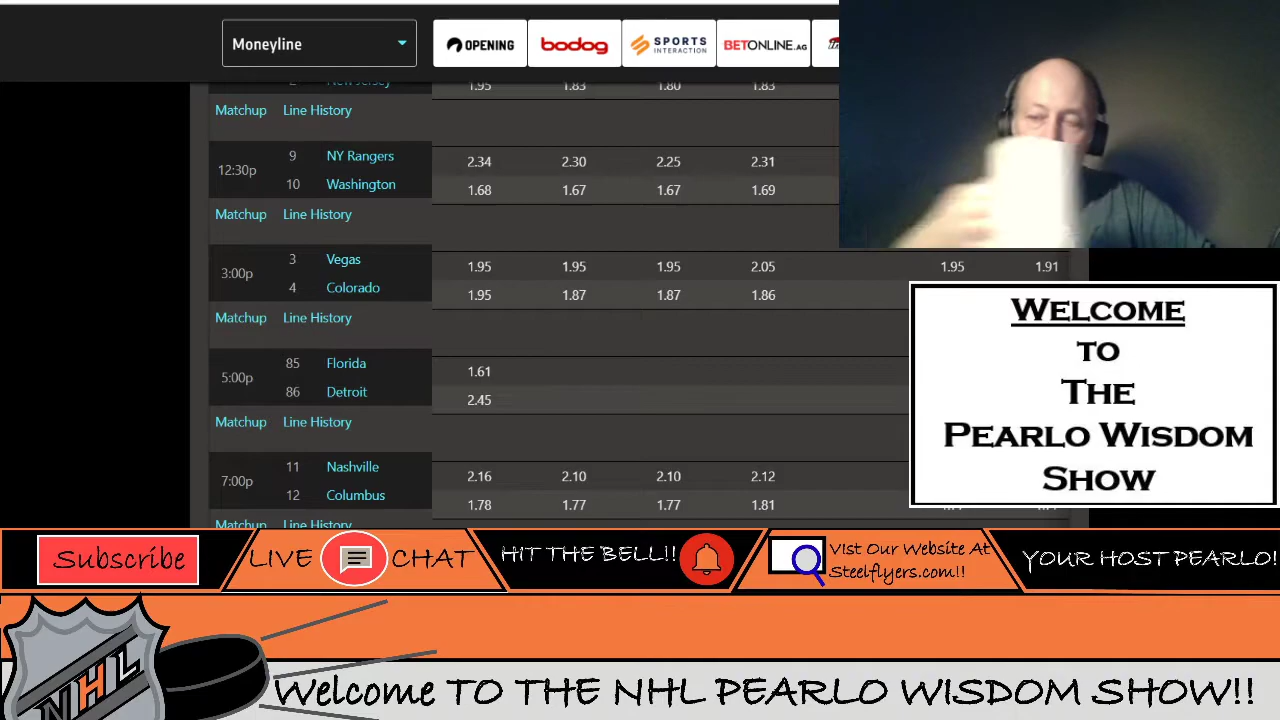 Moneyline
OPENING bodog SPORTS INTERACTION BETONLINE.AG
2 New Jersey 1.95 1.83 1.80 1.83
Matchup Line History
12:30p
9 NY Rangers 2.34 2.30 2.25 2.31
10 Washington 1.68 1.67 1.67 1.69
Matchup Line History
3:00p
3 Vegas 1.95 1.95 1.95 2.05 1.95 1.91
4 Colorado 1.95 1.87 1.87 1.86
Matchup Line History
5:00p
85 Florida 1.61
86 Detroit 2.45
Matchup Line History
7:00p
11 Nashville 2.16 2.10 2.10 2.12
12 Columbus 1.78 1.77 1.77 1.81
Matchup Line History
WELCOME
TO
THE
PEARLO WISDOM
SHOW
Subscribe
LIVE CHAT
HIT THE BELL!!
VIST OUR WEBSITE AT
STEELFLYERS.COM!!
YOUR HOST PEARLO!
NHL
Welcome TO THE NHL PEARLO WISDOM SHOW!!